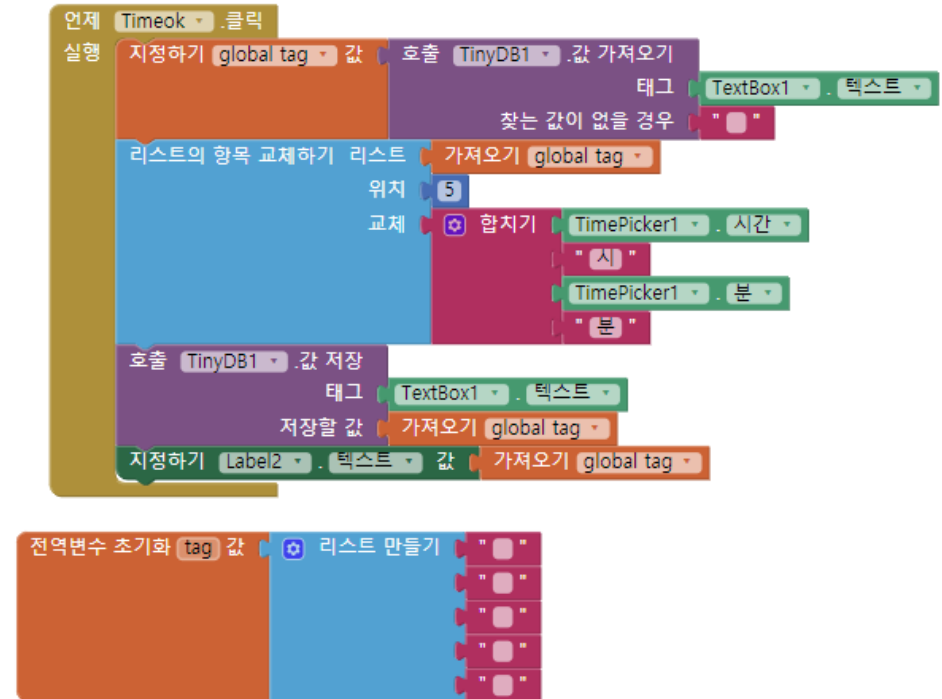 언제 Timeok .클릭
실행 지정하기 global tag 값 호출 TinyDB1 .값 가져오기
태그 TextBox1 . 텍스트
찾는 값이 없을 경우 " "
리스트의 항목 교체하기 리스트 가져오기 global tag
위치 5
교체 합치기 TimePicker1 . 시간
" 시 "
TimePicker1 . 분
" 분 "
호출 TinyDB1 .값 저장
태그 TextBox1 . 텍스트
저장할 값 가져오기 global tag
지정하기 Label2 . 텍스트 값 가져오기 global tag
전역변수 초기화 tag 값 리스트 만들기 " "
" "
" "
" "
" "